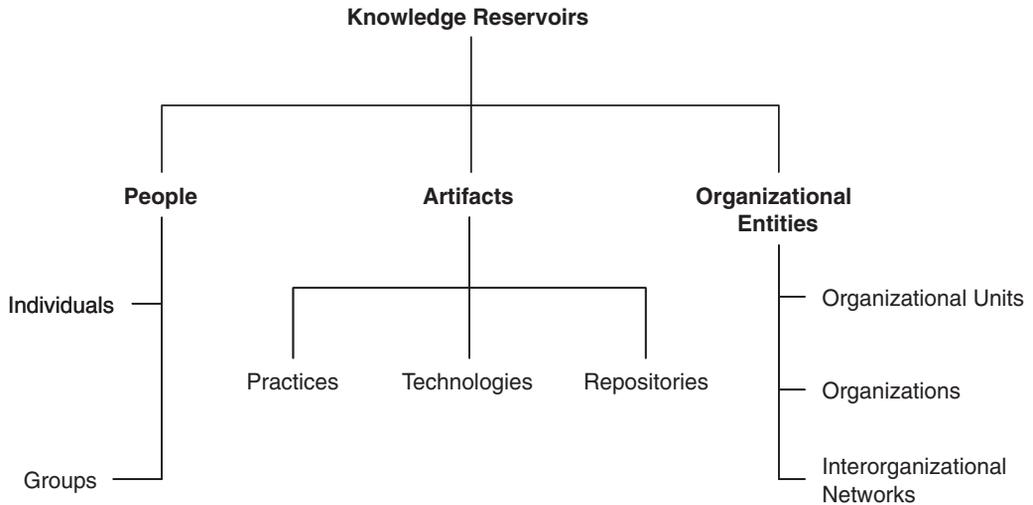 Knowledge Reservoirs
People
Artifacts
Organizational
Entities
Individuals
Organizational Units
Practices
Technologies
Repositories
Organizations
Groups
Interorganizational
Networks